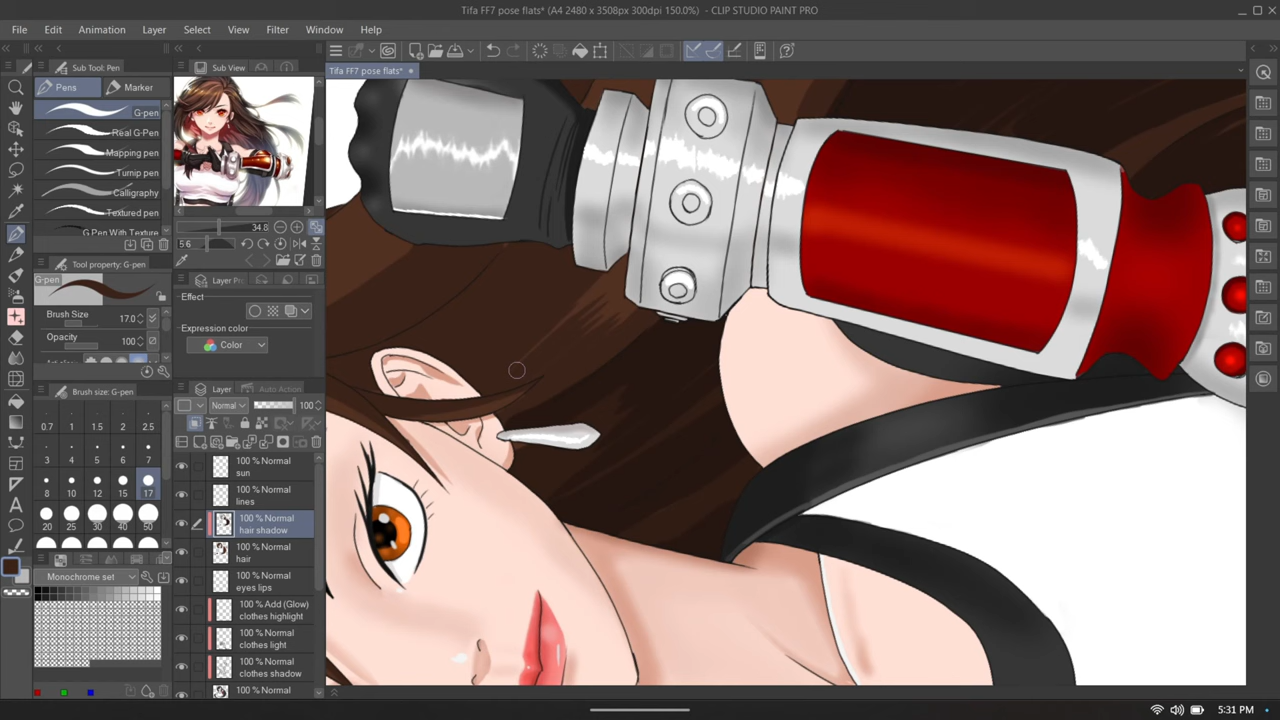 Tifa FF7 pose flats* (A4 2480 x 3508px 300dpi 150.0%) - CLIP STUDIO PAINT PRO
File Edit Animation Layer Select View Filter Window Help
Sub Tool: Pen
Sub View
Tifa FF7 pose flats*
Pens Marker
G-pen
Real G-Pen
Mapping pen
Turnip pen
Calligraphy
Textured pen
G Pen With Texture
34.8
5 6
Tool property: G-pen
G-pen
Layer Pr
Effect
Brush Size 17.0
Opacity 100
Expression color
Color
Brush size: G-pen
Layer Auto Action
Normal 100
0.7 1 1.5 2 2.5
3 4 5 6 7
8 10 12 15 17
20 25 30 40 50
100 % Normal
sun
100 % Normal
lines
100 % Normal
hair shadow
100 % Normal
hair
100 % Normal
eyes lips
100 % Add (Glow)
clothes highlight
100 % Normal
clothes light
100 % Normal
clothes shadow
100 % Normal
Monochrome set
5:31 PM